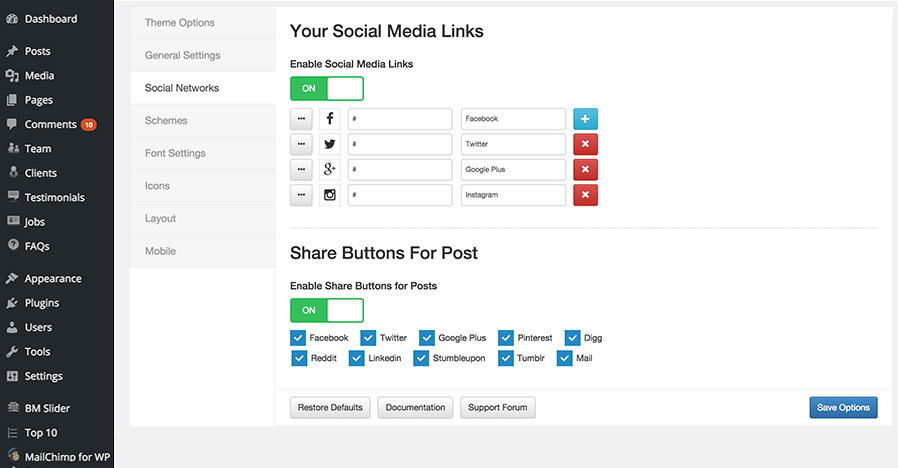 Dashboard
Posts
Media
Pages
Comments 10
Team
Clients
Testimonials
Jobs
FAQs
Appearance
Plugins
Users
Tools
Settings
BM Slider
Top 10
MailChimp for WP
Theme Options
General Settings
Social Networks
Schemes
Font Settings
Icons
Layout
Mobile
Your Social Media Links
Enable Social Media Links
ON
# Facebook
# Twitter
# Google Plus
# Instagram
Share Buttons For Post
Enable Share Buttons for Posts
ON
Facebook Twitter Google Plus Pinterest Digg
Reddit Linkedin Stumbleupon Tumblr Mail
Restore Defaults Documentation Support Forum Save Options